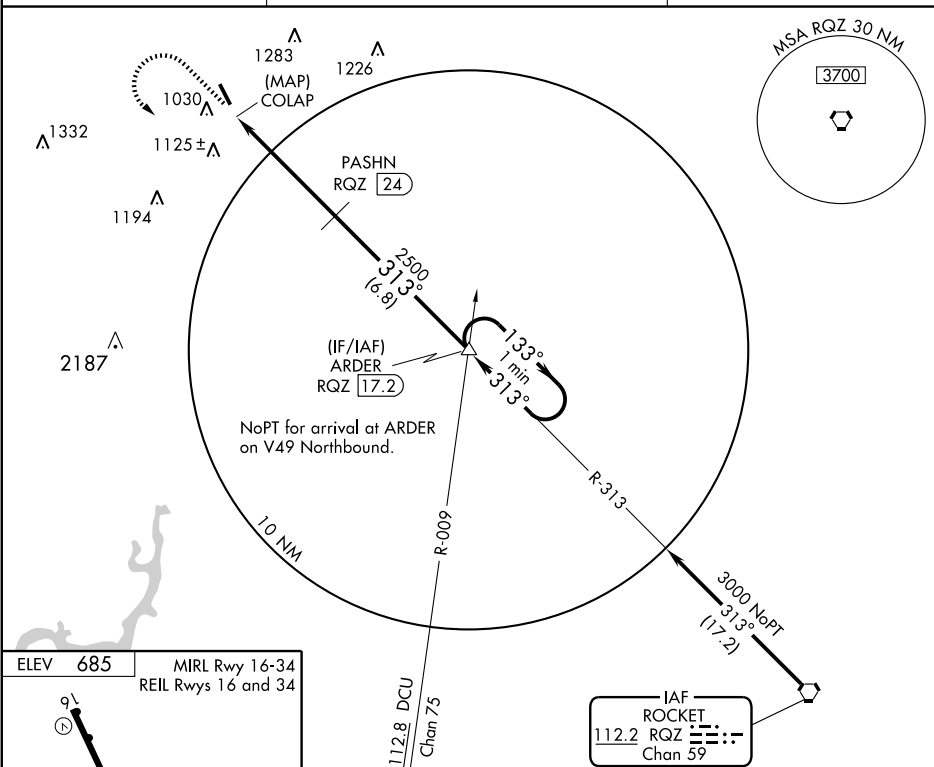 1283
1226
(MAP)
COLAP
1030
1332
1125 ±
1194
PASHN
RQZ 24
MSA RQZ 30 NM
3700
2500
313°
(6.8)
2187
(IF/IAF)
ARDER
RQZ 17.2
133°
1 min
313°
NoPT for arrival at ARDER
on V49 Northbound.
R-313
R-009
10 NM
3000 NoPT
313°
(17.2)
ELEV 685
MIRL Rwy 16-34
REIL Rwys 16 and 34
16
V
112.8 DCU
Chan 75
IAF
ROCKET
112.2 RQZ
Chan 59